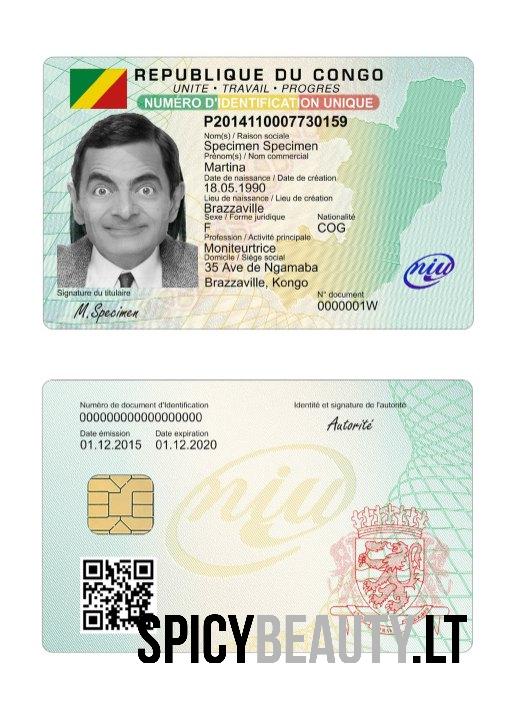 REPUBLIQUE DU CONGO
UNITE • TRAVAIL • PROGRES
NUMÉRO D'IDENTIFICATION UNIQUE
P2014110007730159
Nom(s) / Raison sociale
Specimen Specimen
Prénom(s) / Nom commercial
Martina
Date de naissance / Date de création
18.05.1990
Lieu de naissance / Lieu de création
Brazzaville
Sexe / Forme juridique Nationalité
F COG
Profession / Activité principale
Moniteurtrice
Domicile / Siège social
35 Ave de Ngamaba
Brazzaville, Kongo
niu
Signature du titulaire
M. Specimen
N° document
0000001W
Numéro de document d'Identification
000000000000000000
Date émission Date expiration
01.12.2015 01.12.2020
Identité et signature de l'autorité
Autorité
niu
SPICYBEAUTY.LT